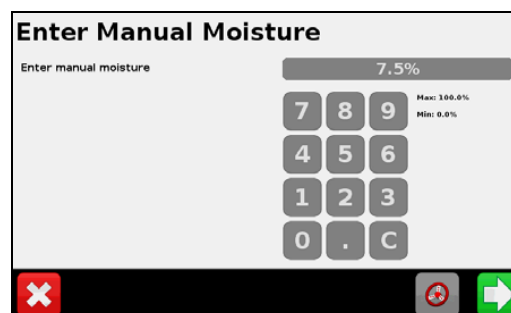 Enter Manual Moisture
Enter manual moisture
7.5%
Max: 100.0%
Min: 0.0%
7 8 9
4 5 6
1 2 3
0 . C